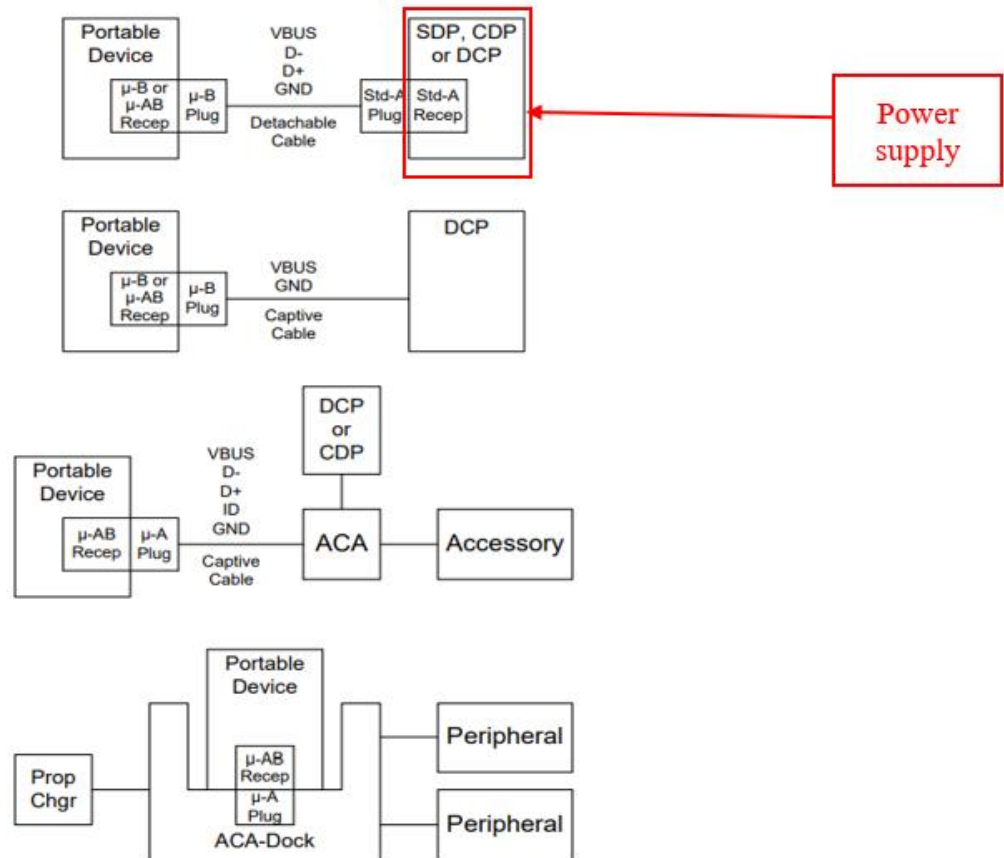 Portable
Device
μ-B or
μ-AB
Recep
μ-B
Plug
VBUS
D-
D+
GND
Detachable
Cable
Std-A
Plug
Std-A
Recep
SDP, CDP
or DCP
Power
supply
Portable
Device
μ-B or
μ-AB
Recep
μ-B
Plug
VBUS
GND
Captive
Cable
DCP
Portable
Device
μ-AB
Recep
μ-A
Plug
VBUS
D-
D+
ID
GND
Captive
Cable
DCP
or
CDP
ACA
Accessory
Prop
Chgr
Portable
Device
μ-AB
Recep
μ-A
Plug
ACA-Dock
Peripheral
Peripheral